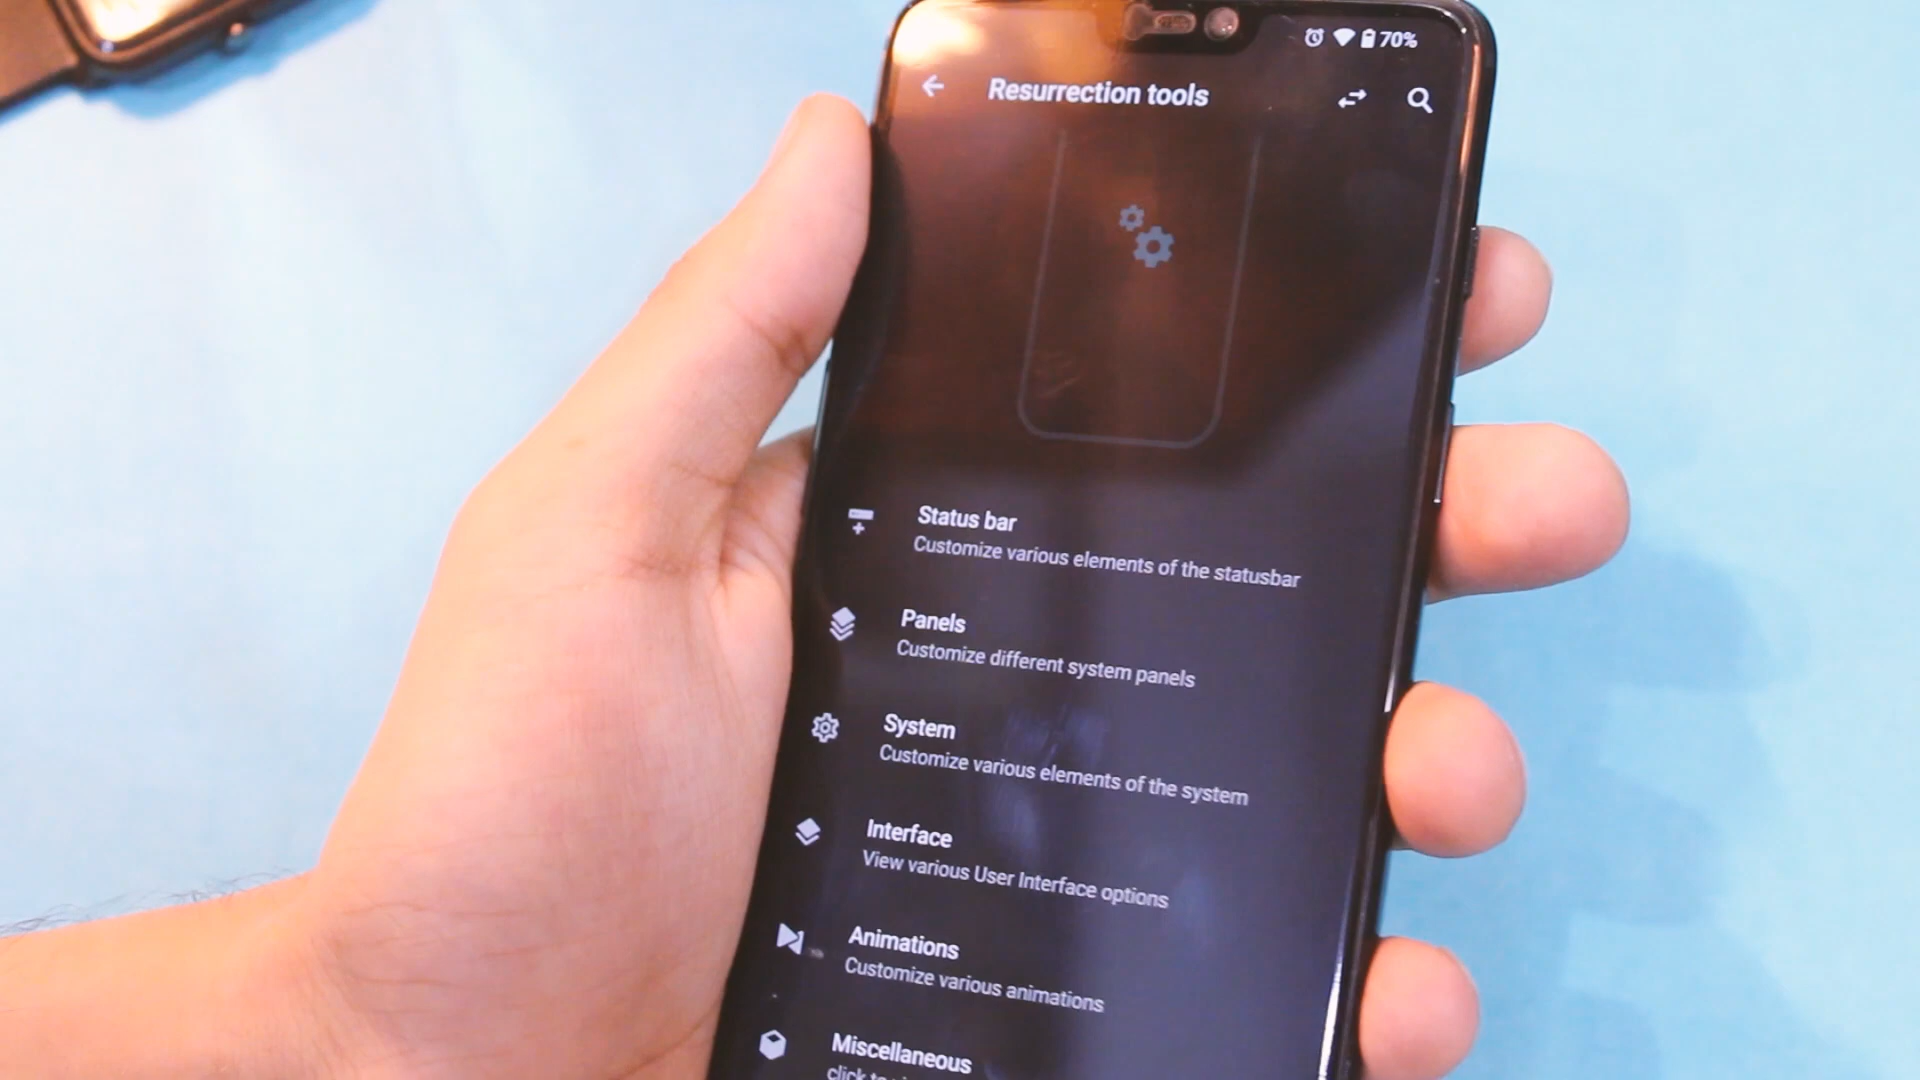 70%
Resurrection tools
Status bar
Customize various elements of the statusbar
Panels
Customize different system panels
System
Customize various elements of the system
Interface
View various User Interface options
Animations
Customize various animations
Miscellaneous
click